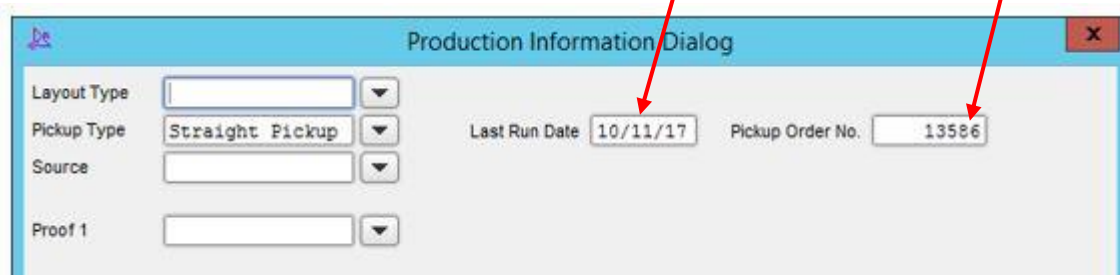 Production Information Dialog
x
Layout Type
Pickup Type Straight Pickup Last Run Date 10/11/17 Pickup Order No. 13586
Source
Proof 1